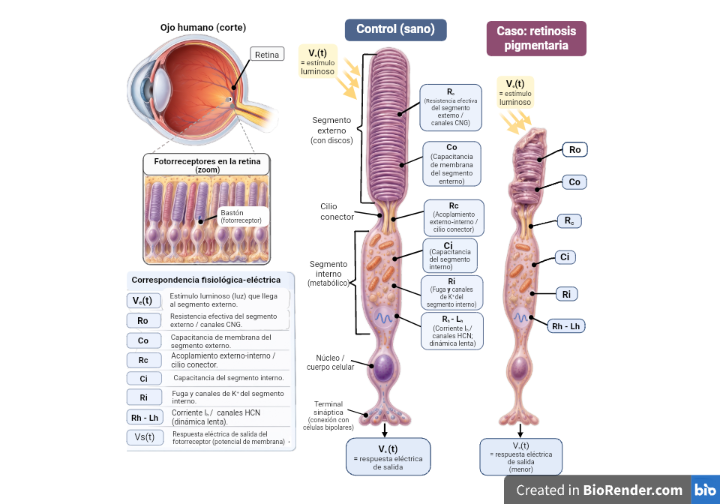 Ojo humano (corte)
Retina
Fotorreceptores en la retina
(zoom)
Bastón
(fotorreceptor)
Correspondencia fisiológica-eléctrica
Vₑ(t)
Estímulo luminoso (luz) que llega
al segmento externo.
Ro
Resistencia efectiva del segmento
externo / canales CNG.
Co
Capacitancia de membrana del
segmento externo.
Rc
Acoplamiento externo-interno /
cilio conector.
Ci
Capacitancia del segmento interno.
Ri
Fuga y canales de K⁺ del segmento
interno.
Rh - Lh
Corriente Iₕ / canales HCN
(dinámica lenta).
Vs(t)
Respuesta eléctrica de salida del
fotorreceptor (potencial de membrana)
Control (sano)
Vₑ(t)
= estímulo
luminoso
Segmento
externo
(con discos)
Cilio
conector
Segmento
interno
(metabólico)
Núcleo /
cuerpo celular
Terminal
sináptica
(conexión con
células bipolares)
Rₒ
(Resistencia efectiva
del segmento
externo /
canales CNG)
Co
(Capacitancia
de membrana
del segmento
enterno)
Rc
(Acoplamiento
externo-interno /
cilio conector)
Ci
(Capacitancia
del segmento
interno)
Ri
(Fuga y canales
de K⁺ del
segmento interno)
Rₕ - Lₕ
(Corriente Iₕ/
canales HCN;
dinámica lenta)
Vₛ(t)
= respuesta eléctrica
de salida
Caso: retinosis
pigmentaria
Vₑ(t)
= estímulo
luminoso
Ro
Co
R꜀
Ci
Ri
Rh - Lh
Vₛ(t)
= respuesta eléctrica
de salida
(menor)
Created in BioRender.com
bio